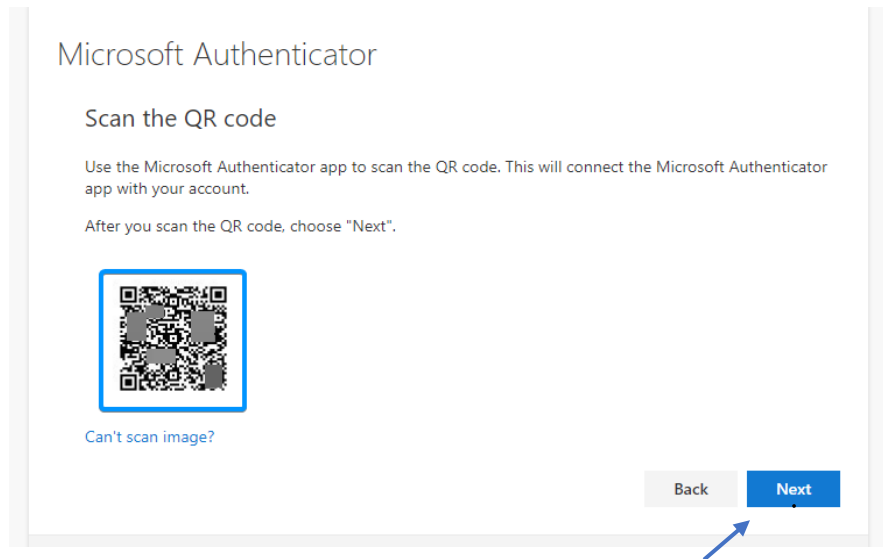 Microsoft Authenticator
Scan the QR code
Use the Microsoft Authenticator app to scan the QR code. This will connect the Microsoft Authenticator
app with your account.
After you scan the QR code, choose "Next".
Can't scan image?
Back Next